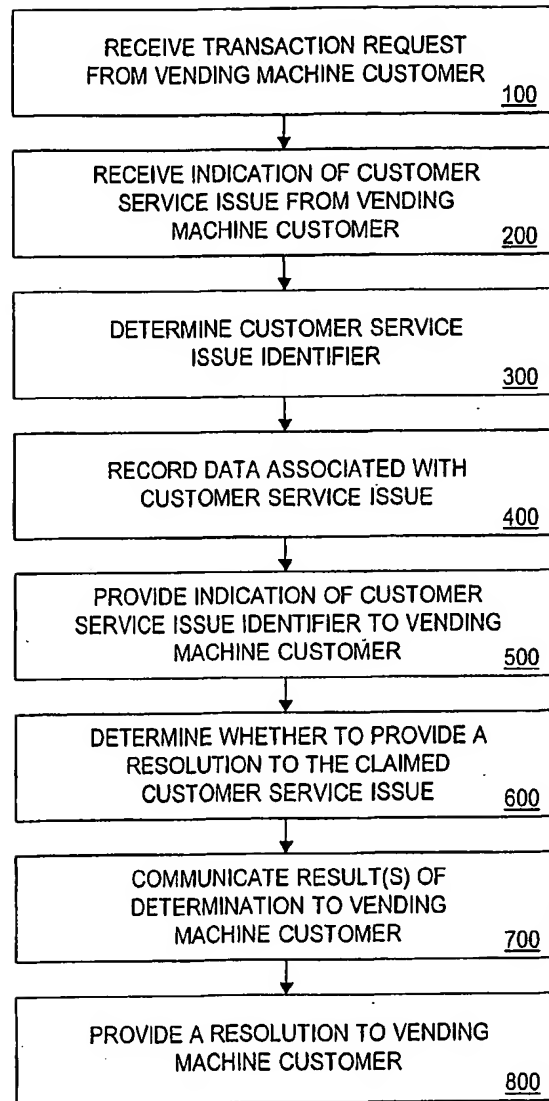 RECEIVE TRANSACTION REQUEST
FROM VENDING MACHINE CUSTOMER
100
RECEIVE INDICATION OF CUSTOMER
SERVICE ISSUE FROM VENDING
MACHINE CUSTOMER
200
DETERMINE CUSTOMER SERVICE
ISSUE IDENTIFIER
300
RECORD DATA ASSOCIATED WITH
CUSTOMER SERVICE ISSUE
400
PROVIDE INDICATION OF CUSTOMER
SERVICE ISSUE IDENTIFIER TO VENDING
MACHINE CUSTOMER
500
DETERMINE WHETHER TO PROVIDE A
RESOLUTION TO THE CLAIMED
CUSTOMER SERVICE ISSUE
600
COMMUNICATE RESULT(S) OF
DETERMINATION TO VENDING
MACHINE CUSTOMER
700
PROVIDE A RESOLUTION TO VENDING
MACHINE CUSTOMER
800